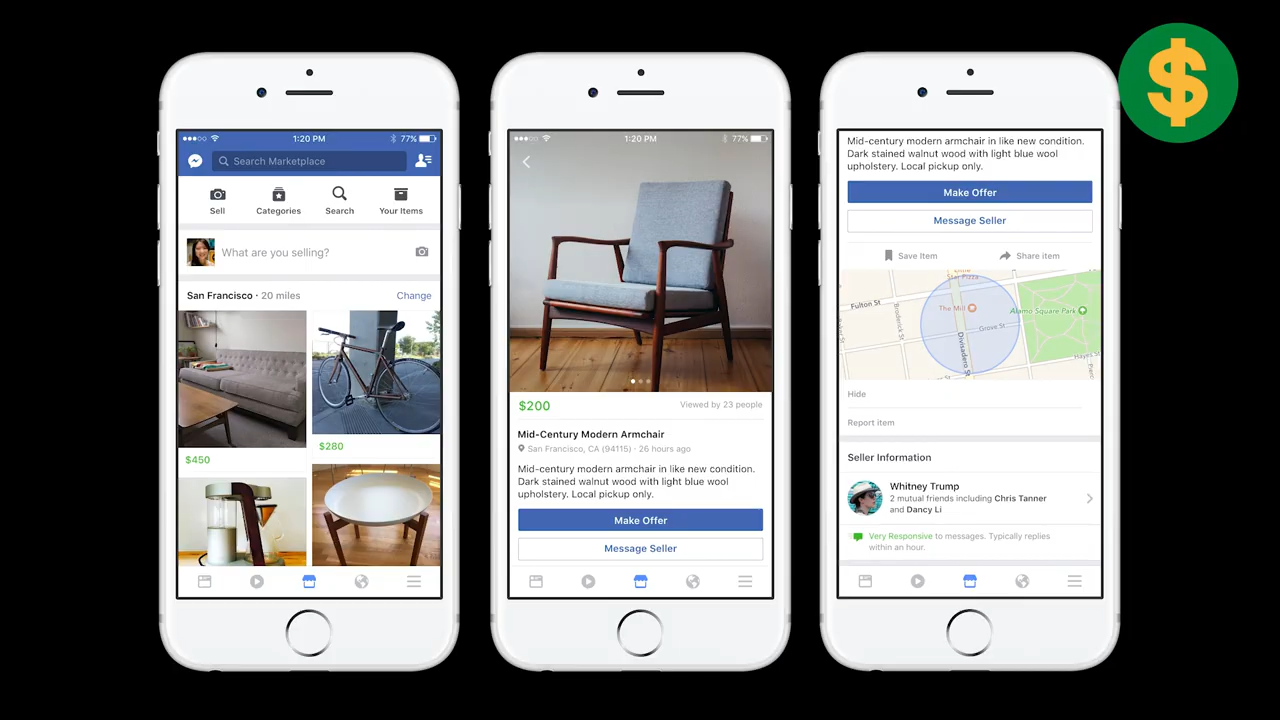 1:20 PM
77%
Search Marketplace
Sell
Categories
Search
Your Items
What are you selling?
San Francisco · 20 miles
Change
$450
$280
1:20 PM
77%
$200
Viewed by 23 people
Mid-Century Modern Armchair
San Francisco, CA (94115) · 26 hours ago
Mid-century modern armchair in like new condition.
Dark stained walnut wood with light blue wool
upholstery. Local pickup only.
Make Offer
Message Seller
Mid-century modern armchair in like new condition.
Dark stained walnut wood with light blue wool
upholstery. Local pickup only.
Make Offer
Message Seller
Save Item
Share item
Star Pizza
Fulton St
Broderick St
The Mill
Alamo Square Park
Grove St
Divisadero St
Hayes St
Hide
Report item
Seller Information
Whitney Trump
2 mutual friends including Chris Tanner
and Dancy Li
Very Responsive to messages. Typically replies
within an hour.
$